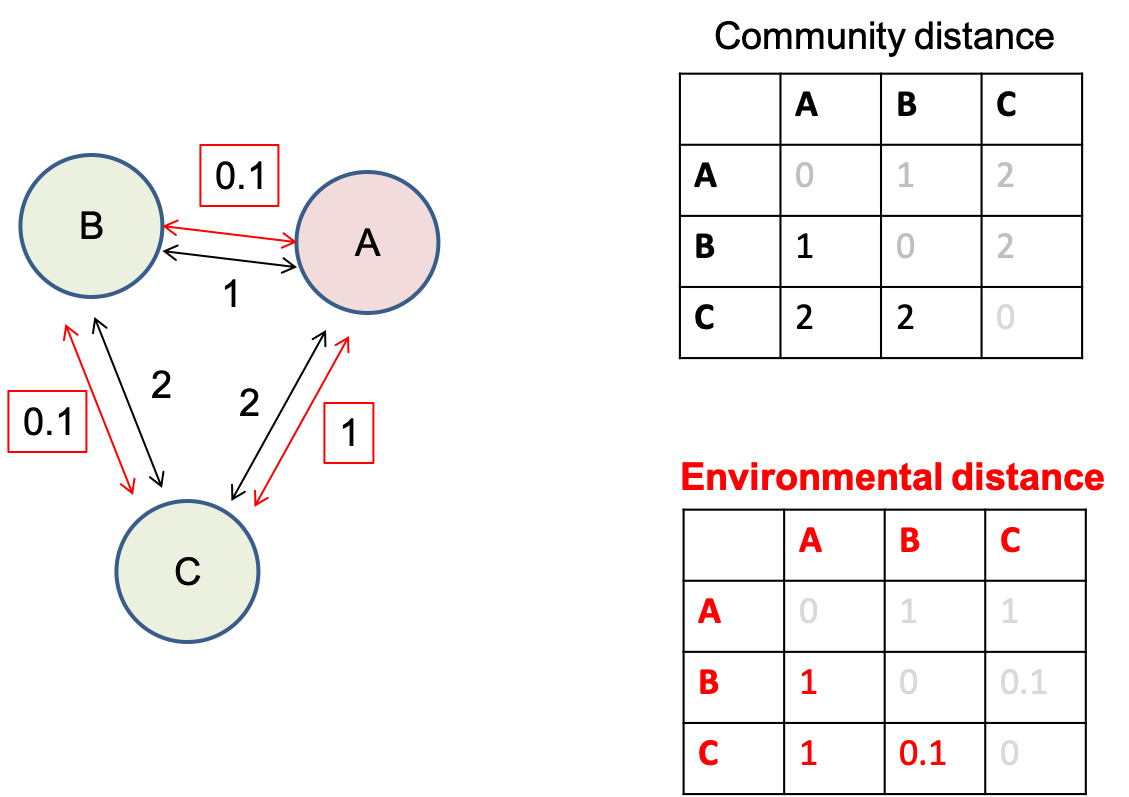 Community distance
A B C
A 0 1 2
B 1 0 2
C 2 2 0
0.1
B
A
1
2
2
0.1
1
C
Environmental distance
A B C
A 0 1 1
B 1 0 0.1
C 1 0.1 0